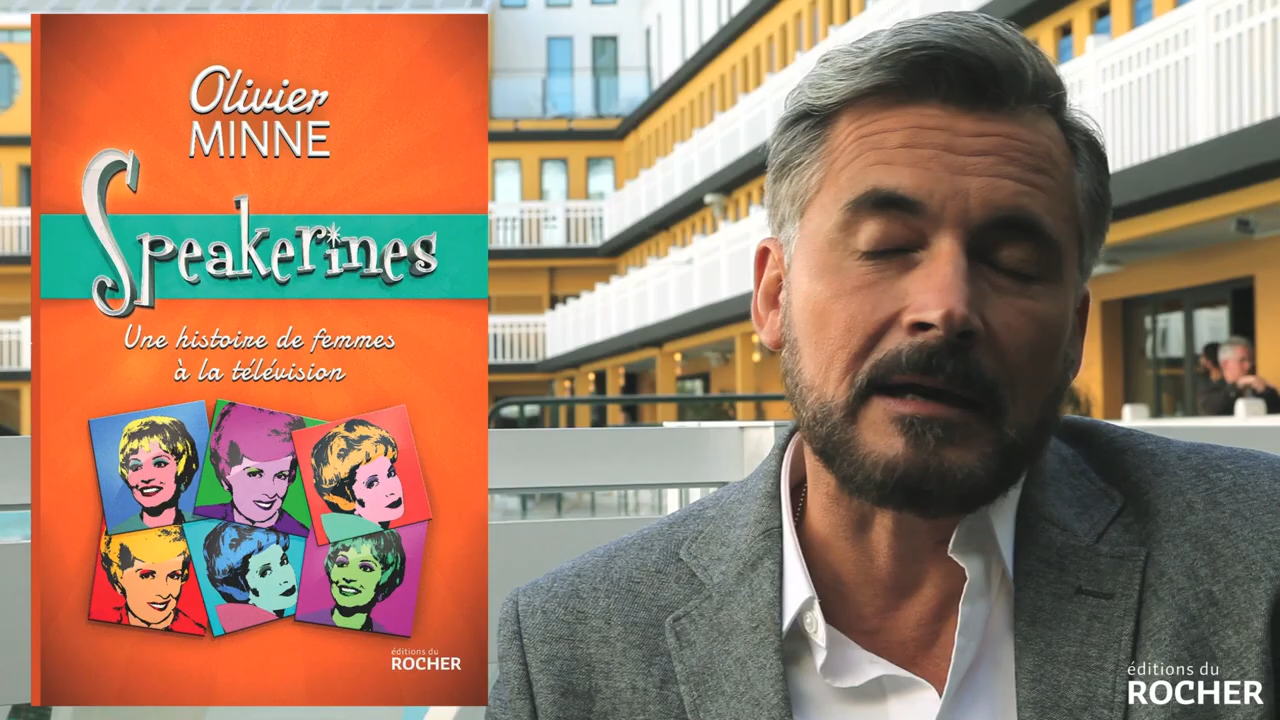 Olivier
MINNE
Speakerines
Une histoire de femmes
à la télévision
éditions du
ROCHER
éditions du
ROCHER